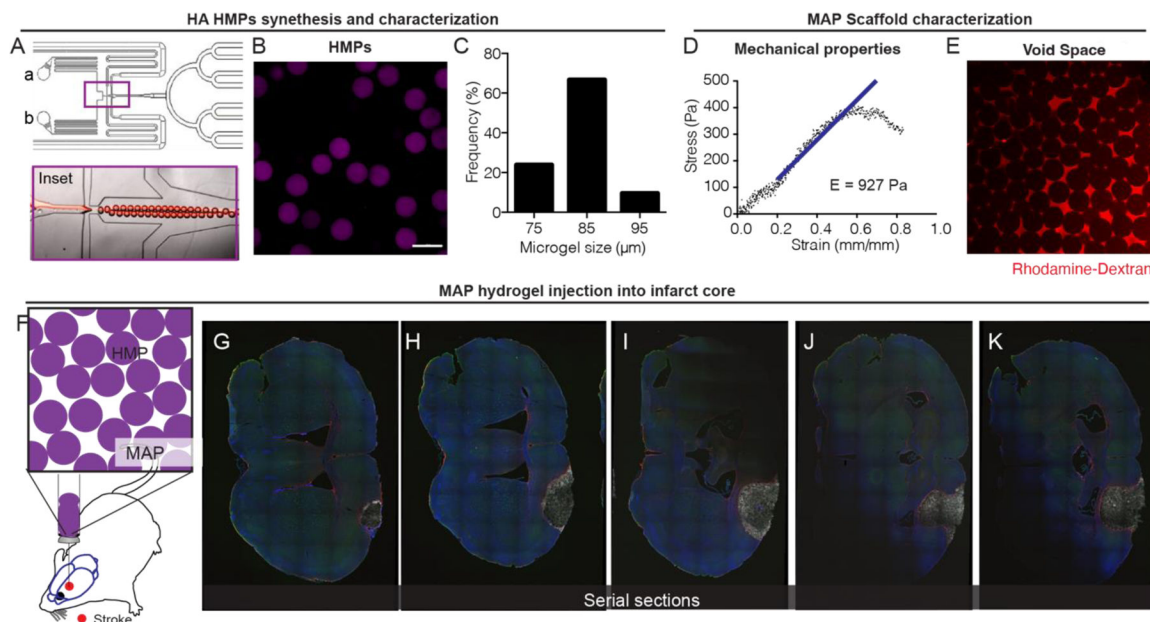 HA HMPs synethesis and characterization
MAP Scaffold characterization
A
a
b
Inset
B
HMPs
C
Frequency (%)
80
60
40
20
0
75 85 95
Microgel size (µm)
D
Mechanical properties
Stress (Pa)
500
400
300
200
100
0
E = 927 Pa
0.0 0.2 0.4 0.6 0.8 1.0
Strain (mm/mm)
E
Void Space
Rhodamine-Dextran
MAP hydrogel injection into infarct core
F
HMP
MAP
Stroke
G
H
I
J
K
Serial sections